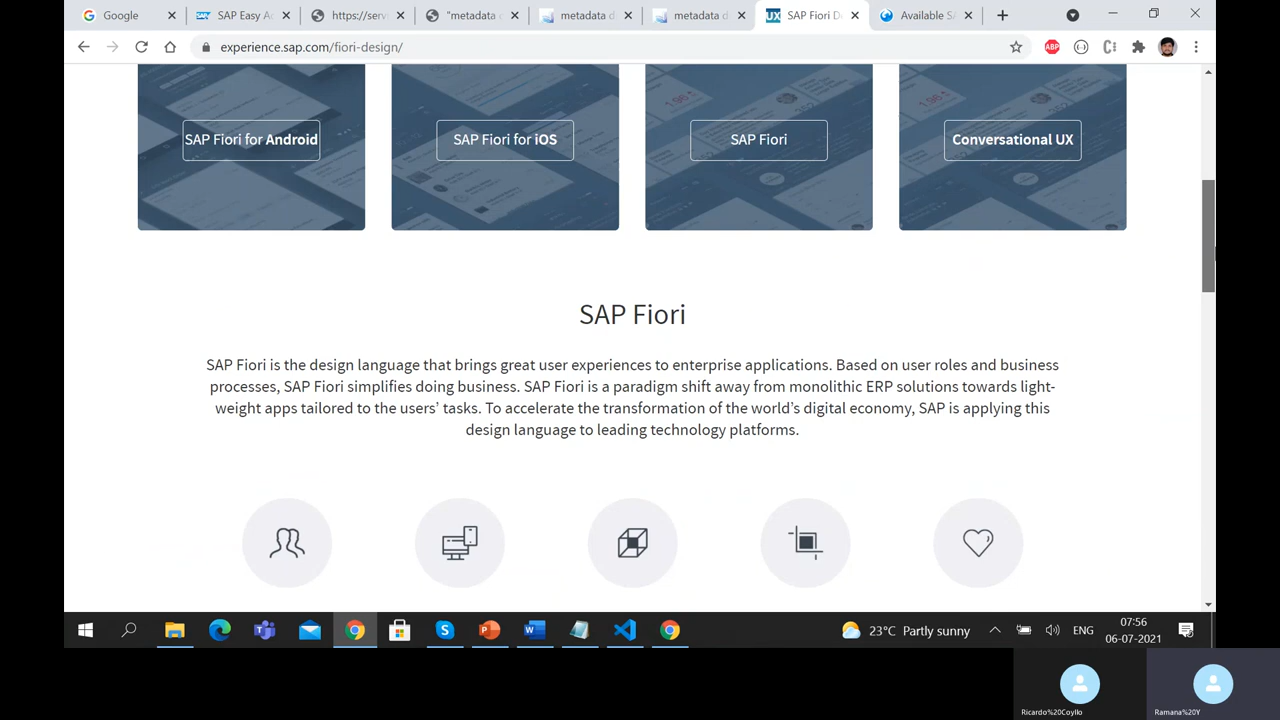 Google
SAP Easy Ac
https://serv
"metadata
metadata d
metadata d
SAP Fiori D
Available SA
experience.sap.com/fiori-design/
ABP
SAP Fiori for Android
SAP Fiori for iOS
SAP Fiori
Conversational UX
SAP Fiori
SAP Fiori is the design language that brings great user experiences to enterprise applications. Based on user roles and business
processes, SAP Fiori simplifies doing business. SAP Fiori is a paradigm shift away from monolithic ERP solutions towards light-
weight apps tailored to the users’ tasks. To accelerate the transformation of the world’s digital economy, SAP is applying this
design language to leading technology platforms.
23°C Partly sunny
ENG
07:56
06-07-2021
Ricardo%20Coyllo
Ramana%20Y